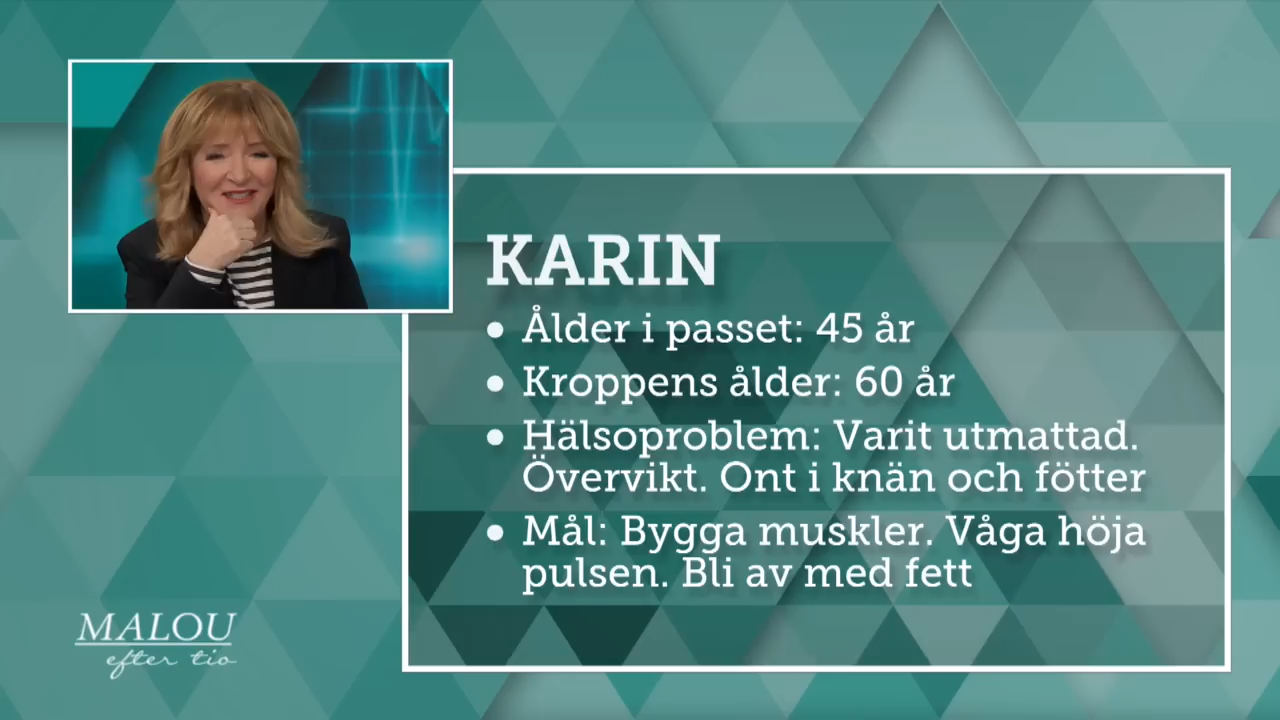 KARIN
• Ålder i passet: 45 år
• Kroppens ålder: 60 år
• Hälsoproblem: Varit utmattad.
Övervikt. Ont i knän och fötter
• Mål: Bygga muskler. Våga höja
pulsen. Bli av med fett
MALOU
efter tio